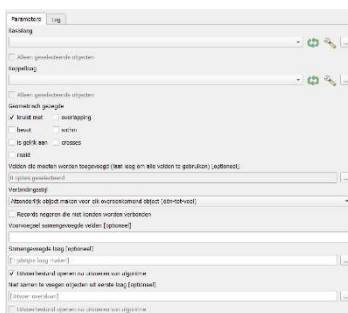 Parameters Log
Basislaag
Alleen geselecteerde objecten
Koppellaag
Alleen geselecteerde objecten
Geometrisch gezegde
kruist met overlapping
bevat within
is gelijk aan crosses
raakt
Velden die moeten worden toegevoegd (laat leeg om alle velden te gebruiken) [optioneel]
0 opties geselecteerd
Verbindingsstijl
Afzonderlijk object maken voor elk overeenkomend object (één-tot-veel)
Records negeren die niet konden worden verbonden
Voorvoegsel samengevoegde velden [optioneel]
Samengevoegde laag [optioneel]
[Tijdelijke laag maken]
Uitvoerbestand openen na uitvoeren van algoritme
Niet samen te voegen objecten uit eerste laag [optioneel]
[Uitvoer overslaan]
Uitvoerbestand openen na uitvoeren van algoritme